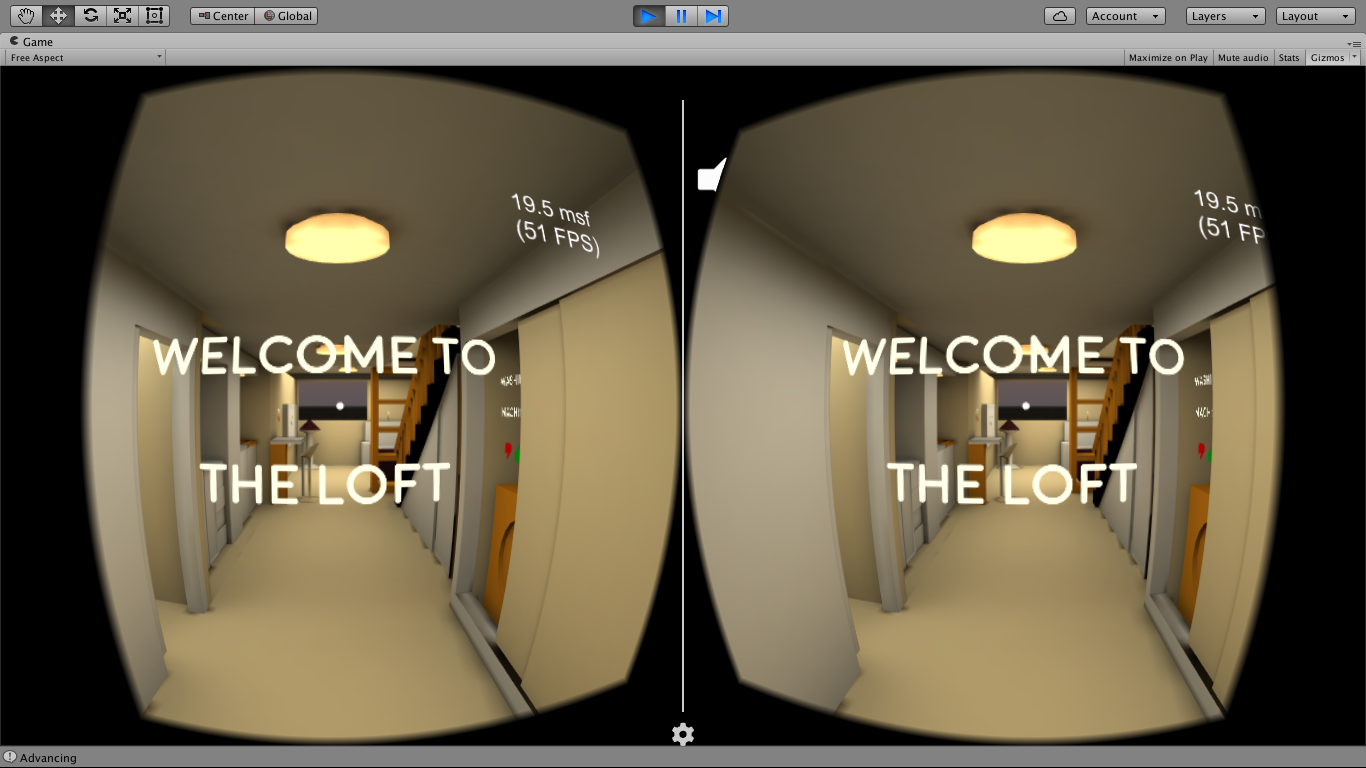 Center Global Account Layers Layout
Game
Free Aspect Maximize on Play Mute audio Stats Gizmos
19.5 msf
(51 FPS)
WELCOME TO
THE LOFT
19.5 m
(51 FP
WELCOME TO
THE LOFT
Advancing